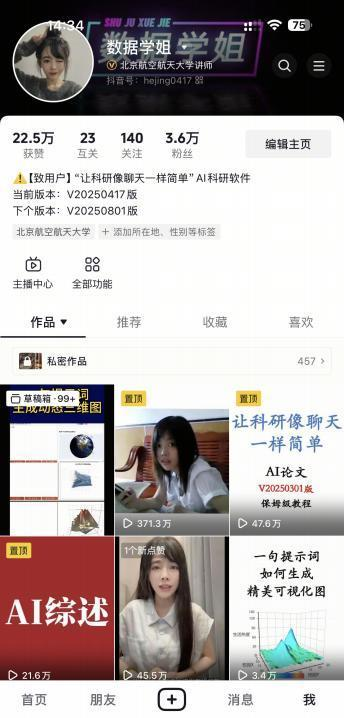 14:34
75
SHU JU XUE JIE
数据学姐
数据学姐
北京航空航天大学讲师
抖音号：hejing0417
22.5万
23
140
3.6万
编辑主页
获赞
互关
关注
粉丝
【致用户】“让科研像聊天一样简单”AI科研软件
当前版本：V20250417版
下个版本：V20250801版
北京航空航天大学
+ 添加所在地、性别等标签
主播中心
全部功能
作品
推荐
收藏
喜欢
私密作品
457
草稿箱·99+
生成动态三维图
置顶
371.3万
置顶
让科研像聊天
一样简单
AI论文
V20250301版
保姆级教程
47.6万
置顶
AI综述
21.6万
1个新点赞
45.5万
一句提示词
如何生成
精美可视化图
3.4万
首页
朋友
消息
我